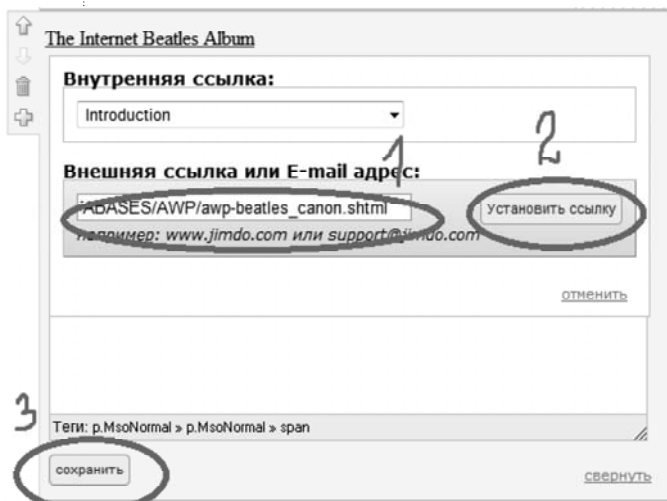 The Internet Beatles Album
Внутренняя ссылка:
Introduction
1
2
Внешняя ссылка или E-mail адрес:
'ABASES/AWP/awp-beatles_canon.shtml
Установить ссылку
например: www.jimdo.com или support@jimdo.com
отменить
3
Теги: p.MsoNormal » p.MsoNormal » span
сохранить
свернуть